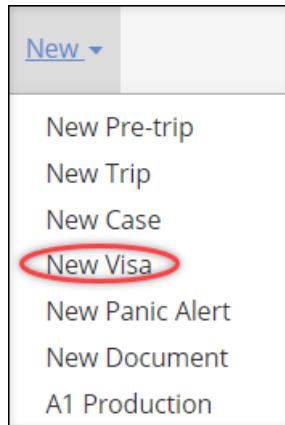 New
New Pre-trip
New Trip
New Case
New Visa
New Panic Alert
New Document
A1 Production